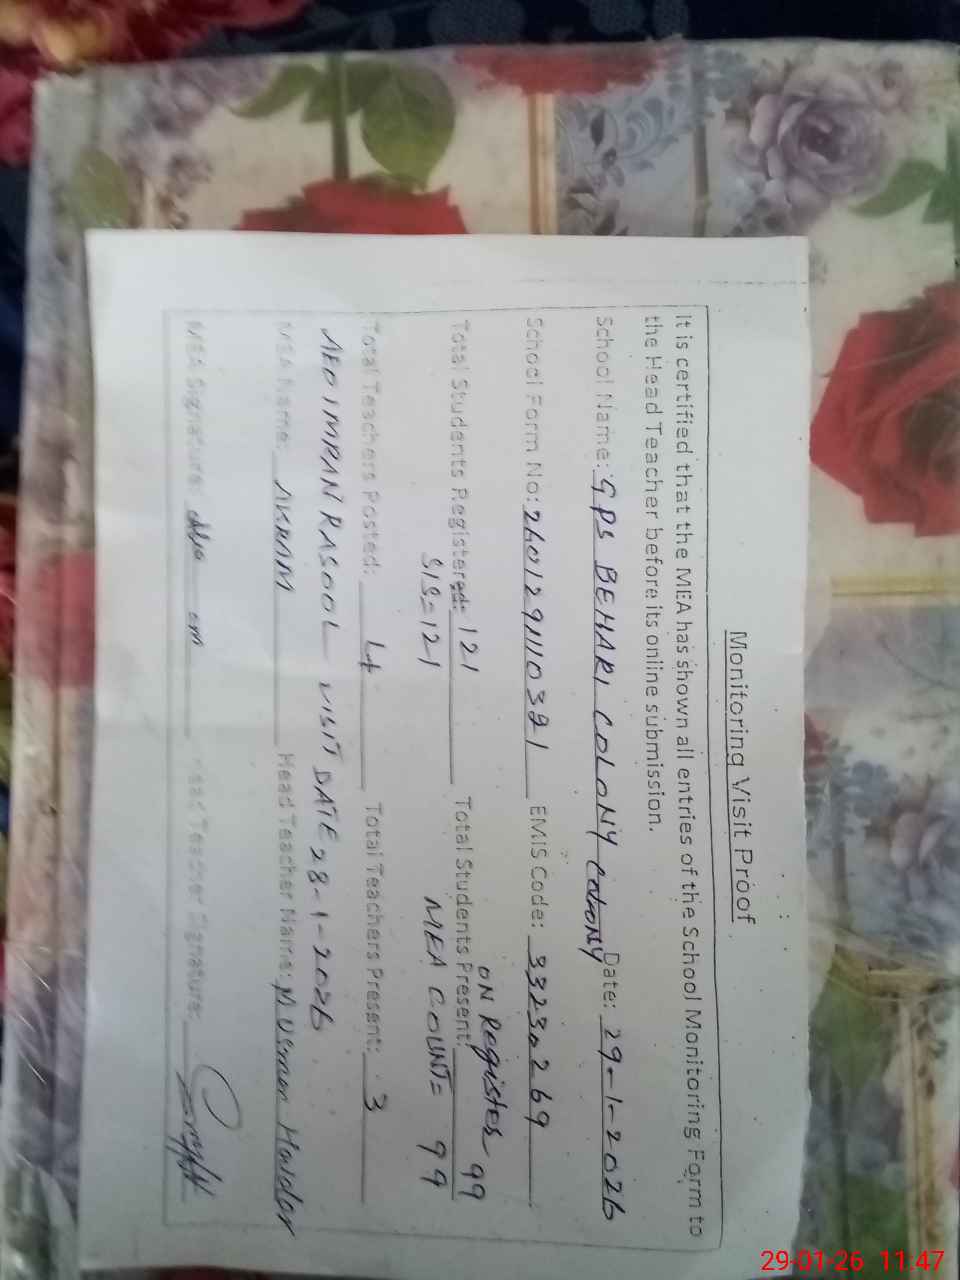 Monitoring Visit Proof
It is certified that the MEA has shown all entries of the School Monitoring Form to
the Head Teacher before its online submission.
School Name: GPS BEHARI COLONY COLONY Date: 29-1-2026
School Form No: 2601291110321 EMIS Code: 33230269
ON Register
Total Students Registered: 121 Total Students Present: 99
SIS=121 MEA COUNT= 99
Total Teachers Posted: 4 Total Teachers Present: 3
AEO IMRAN RASOOL VISIT DATE 28-1-2026
MEA Name: AKRAM Head Teacher Name: M Usman Haidar
MEA Signature: Head Teacher Signature:
29-01-26 11:47